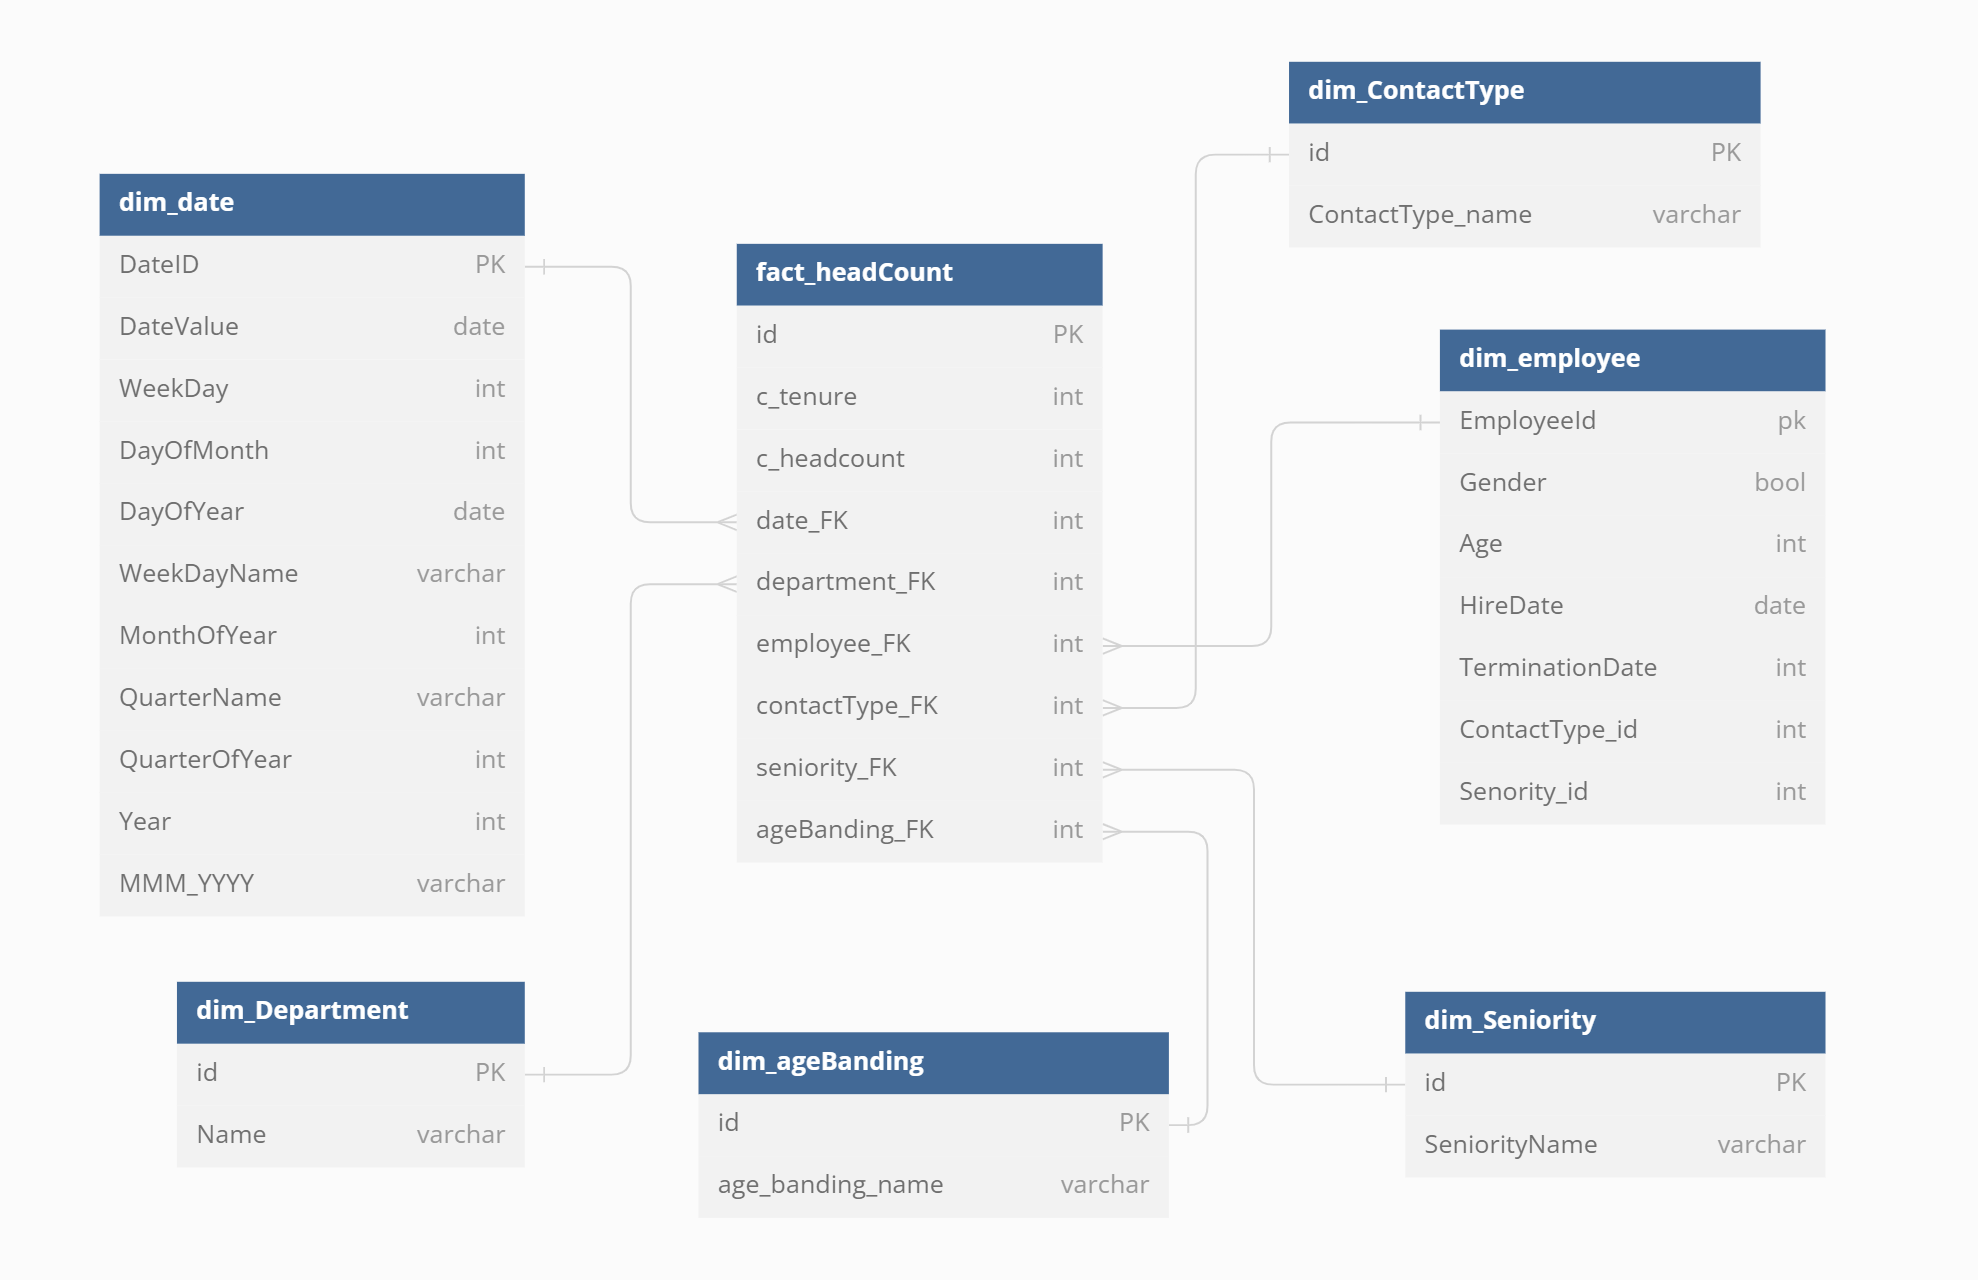 dim_date
DateID PK
DateValue date
WeekDay int
DayOfMonth int
DayOfYear date
WeekDayName varchar
MonthOfYear int
QuarterName varchar
QuarterOfYear int
Year int
MMM_YYYY varchar
dim_Department
id PK
Name varchar
fact_headCount
id PK
c_tenure int
c_headcount int
date_FK int
department_FK int
employee_FK int
contactType_FK int
seniority_FK int
ageBanding_FK int
dim_ageBanding
id PK
age_banding_name varchar
dim_ContactType
id PK
ContactType_name varchar
dim_employee
EmployeeId pk
Gender bool
Age int
HireDate date
TerminationDate int
ContactType_id int
Senority_id int
dim_Seniority
id PK
SeniorityName varchar